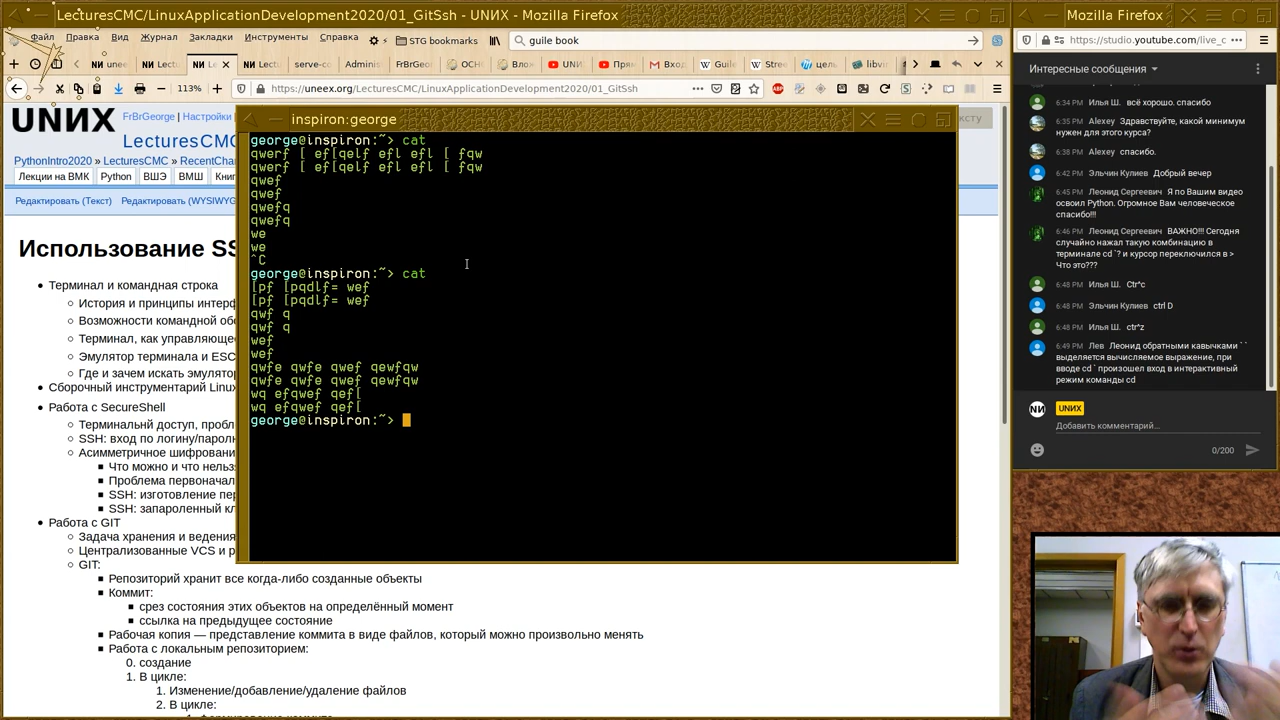 LecturesCMC/LinuxApplicationDevelopment2020/01_GitSsh - UNИX - Mozilla Firefox
Файл Правка Вид Журнал Закладки Инструменты Справка
STG bookmarks
guile book
113%
https://uneex.org/LecturesCMC/LinuxApplicationDevelopment2020/01_GitSsh
UNИX
FrBrGeorge | Настройки
LecturesCMC
PythonIntro2020 » LecturesCMC » RecentChan
Лекции на ВМК Python ВШЭ ВМШ Книг
Редактировать (Текст) Редактировать (WYSIWYG
Использование SS
Терминал и командная строка
История и принципы интерф
Возможности командной обо
Терминал, как управляющее
Эмулятор терминала и ESC
Где и зачем искать эмулятор
Сборочный инструментарий Linux
Работа с SecureShell
Терминальнй доступ, пробл
SSH: вход по логину/паролю
Асимметричное шифровани
Что можно и что нельз
Проблема первоначал
SSH: изготовление пер
SSH: запароленный кл
Работа с GIT
Задача хранения и ведения
Централизованные VCS и р
GIT:
Репозиторий хранит все когда-либо созданные объекты
Коммит:
срез состояния этих объектов на определённый момент
ссылка на предыдущее состояние
Рабочая копия — представление коммита в виде файлов, который можно произвольно менять
Работа с локальным репозиторием:
0. создание
1. В цикле:
1. Изменение/добавление/удаление файлов
2. В цикле:
inspiron:george
george@inspiron:~> cat
qwerf [ ef[qelf efl efl [ fqw
qwerf [ ef[qelf efl efl [ fqw
qwef
qwef
qwefq
qwefq
we
we
^C
george@inspiron:~> cat
[pf [pqdlf= wef
[pf [pqdlf= wef
qwf q
qwf q
wef
wef
qwfe qwfe qwef qewfqw
qwfe qwfe qwef qewfqw
wq efqwef qef[
wq efqwef qef[
george@inspiron:~>
Mozilla Firefox
https://studio.youtube.com/live_c
Интересные сообщения
6:34 PM Илья Ш. всё хорошо. спасибо
6:35 PM Alexey Здравствуйте, какой минимум
нужен для этого курса?
6:38 PM Alexey спасибо.
6:42 PM Эльчин Кулиев Добрый вечер
6:45 PM Леонид Сергеевич Я по Вашим видео
освоил Python. Огромное Вам человеческое
спасибо!!!
6:46 PM Леонид Сергеевич ВАЖНО!!! Сегодня
случайно нажал такую комбинацию в
терминале cd ` ? и курсор переключился в >
Что это???
6:48 PM Илья Ш. Ctr^c
6:48 PM Эльчин Кулиев ctrl D
6:48 PM Илья Ш. ctr^z
6:49 PM Лев Леонид обратными кавычками ` `
выделяется вычисляемое выражение, при
вводе cd ` произошел вход в интерактивный
режим команды cd
UNИX
Добавить комментарий...
0/200